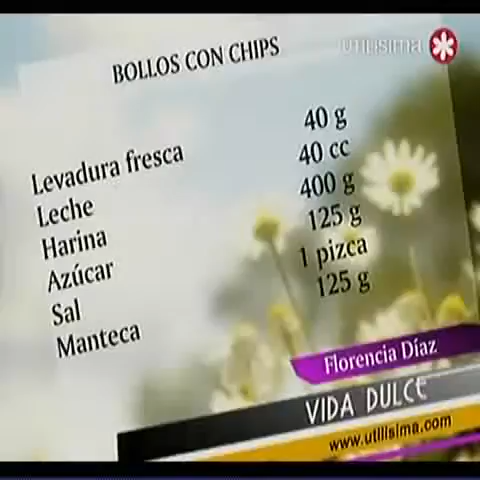 utilisima
BOLLOS CON CHIPS
Levadura fresca 40 g
Leche 40 cc
Harina 400 g
Azúcar 125 g
Sal 1 pizca
Manteca 125 g
Florencia Díaz
VIDA DULCE
www.utilisima.com